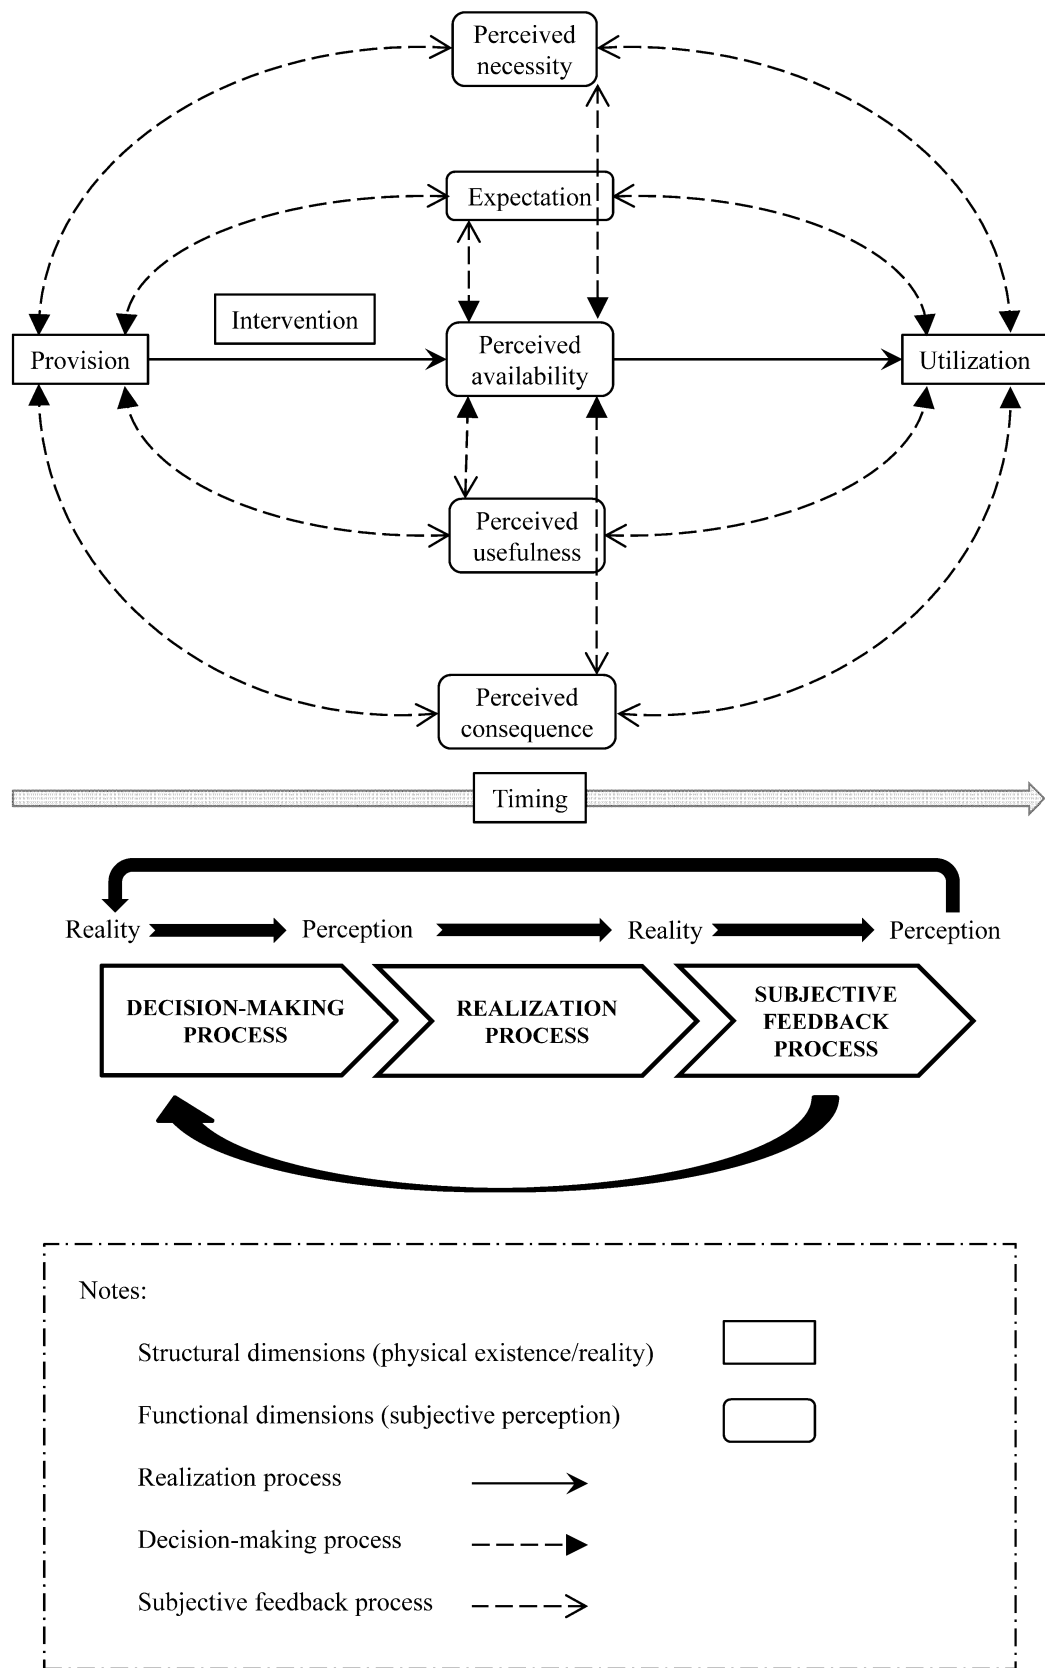 Perceived
necessity
Expectation
Intervention
Provision
Perceived
availability
Utilization
Perceived
usefulness
Perceived
consequence
Timing
Reality
Perception
Reality
Perception
DECISION-MAKING
PROCESS
REALIZATION
PROCESS
SUBJECTIVE
FEEDBACK
PROCESS
Notes:
Structural dimensions (physical existence/reality)
Functional dimensions (subjective perception)
Realization process
Decision-making process
Subjective feedback process